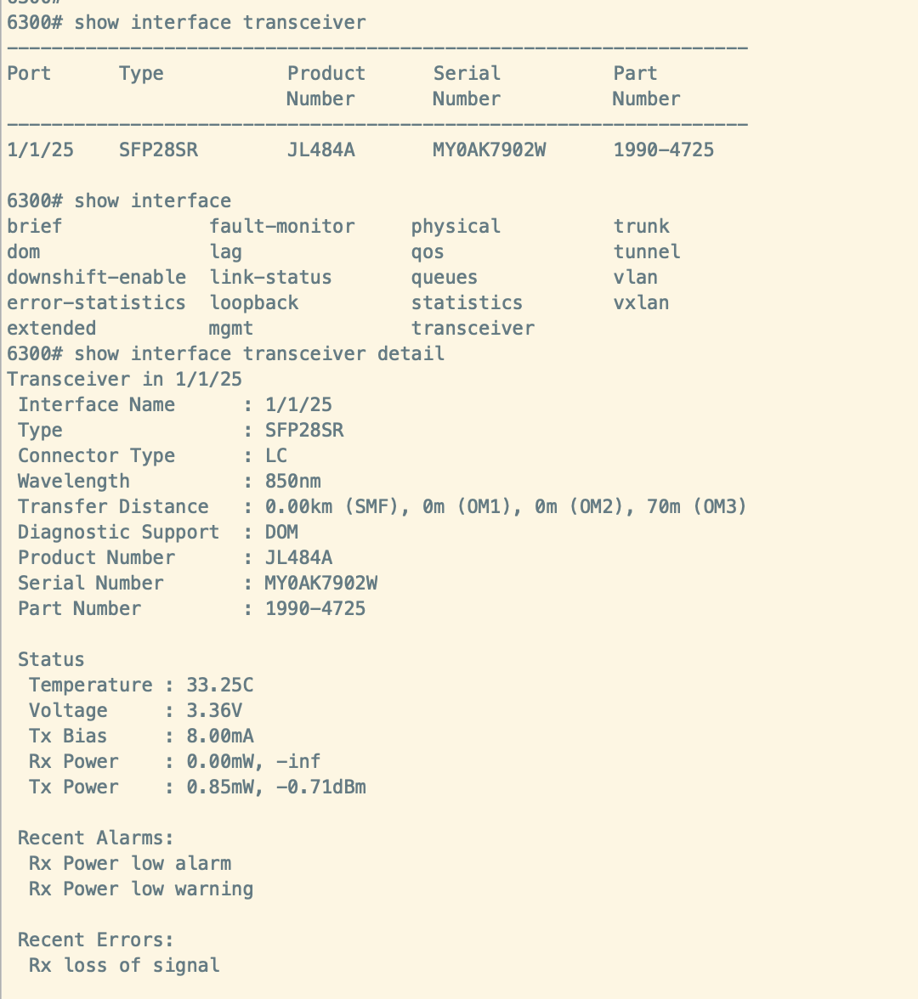 6300#
6300# show interface transceiver
------------------------------------------------------------------
Port      Type           Product      Serial          Part
                         Number       Number          Number
------------------------------------------------------------------
1/1/25    SFP28SR        JL484A       MY0AK7902W      1990-4725

6300# show interface
brief             fault-monitor     physical          trunk
dom               lag               qos               tunnel
downshift-enable  link-status       queues            vlan
error-statistics  loopback          statistics        vxlan
extended          mgmt              transceiver
6300# show interface transceiver detail
Transceiver in 1/1/25
 Interface Name      : 1/1/25
 Type                : SFP28SR
 Connector Type      : LC
 Wavelength          : 850nm
 Transfer Distance   : 0.00km (SMF), 0m (OM1), 0m (OM2), 70m (OM3)
 Diagnostic Support  : DOM
 Product Number      : JL484A
 Serial Number       : MY0AK7902W
 Part Number         : 1990-4725

 Status
  Temperature : 33.25C
  Voltage     : 3.36V
  Tx Bias     : 8.00mA
  Rx Power    : 0.00mW, -inf
  Tx Power    : 0.85mW, -0.71dBm

 Recent Alarms:
  Rx Power low alarm
  Rx Power low warning

 Recent Errors:
  Rx loss of signal